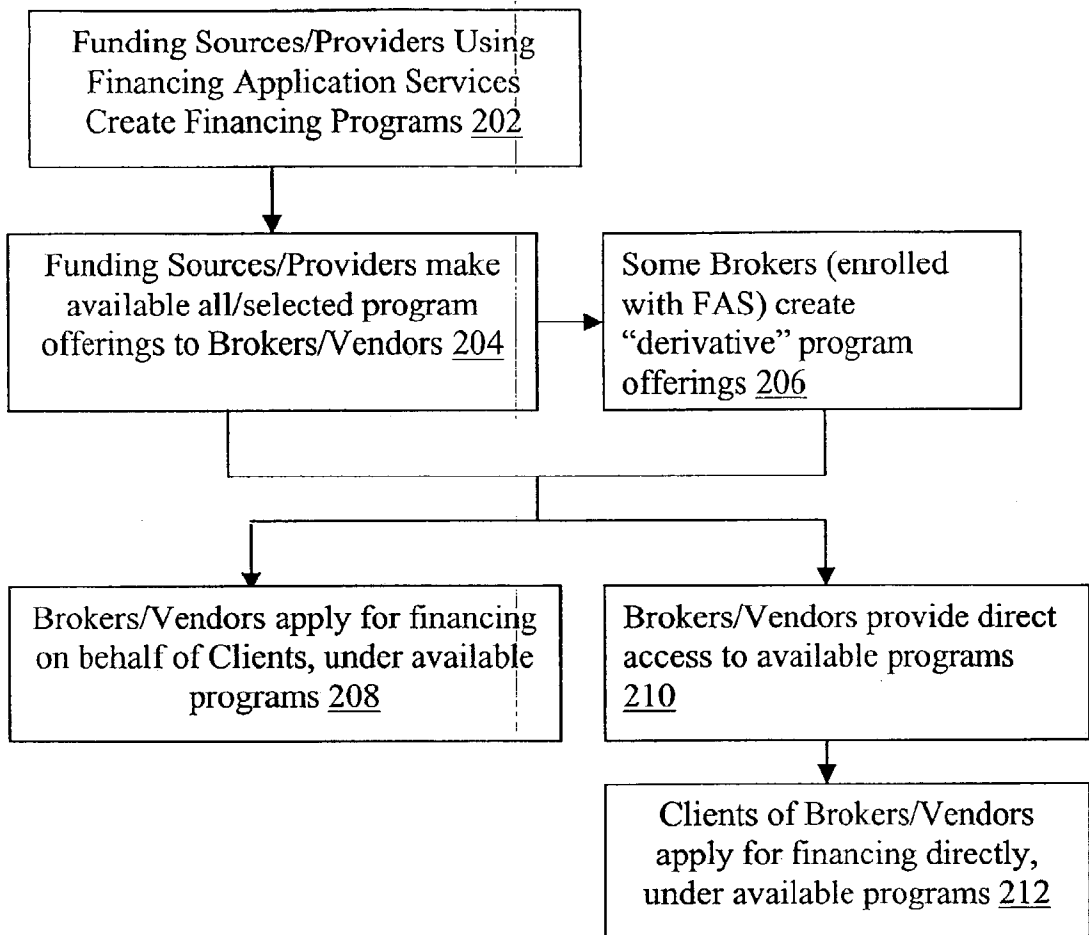 Funding Sources/Providers Using
Financing Application Services
Create Financing Programs 202
Funding Sources/Providers make
available all/selected program
offerings to Brokers/Vendors 204
Some Brokers (enrolled
with FAS) create
“derivative” program
offerings 206
Brokers/Vendors apply for financing
on behalf of Clients, under available
programs 208
Brokers/Vendors provide direct
access to available programs
210
Clients of Brokers/Vendors
apply for financing directly,
under available programs 212